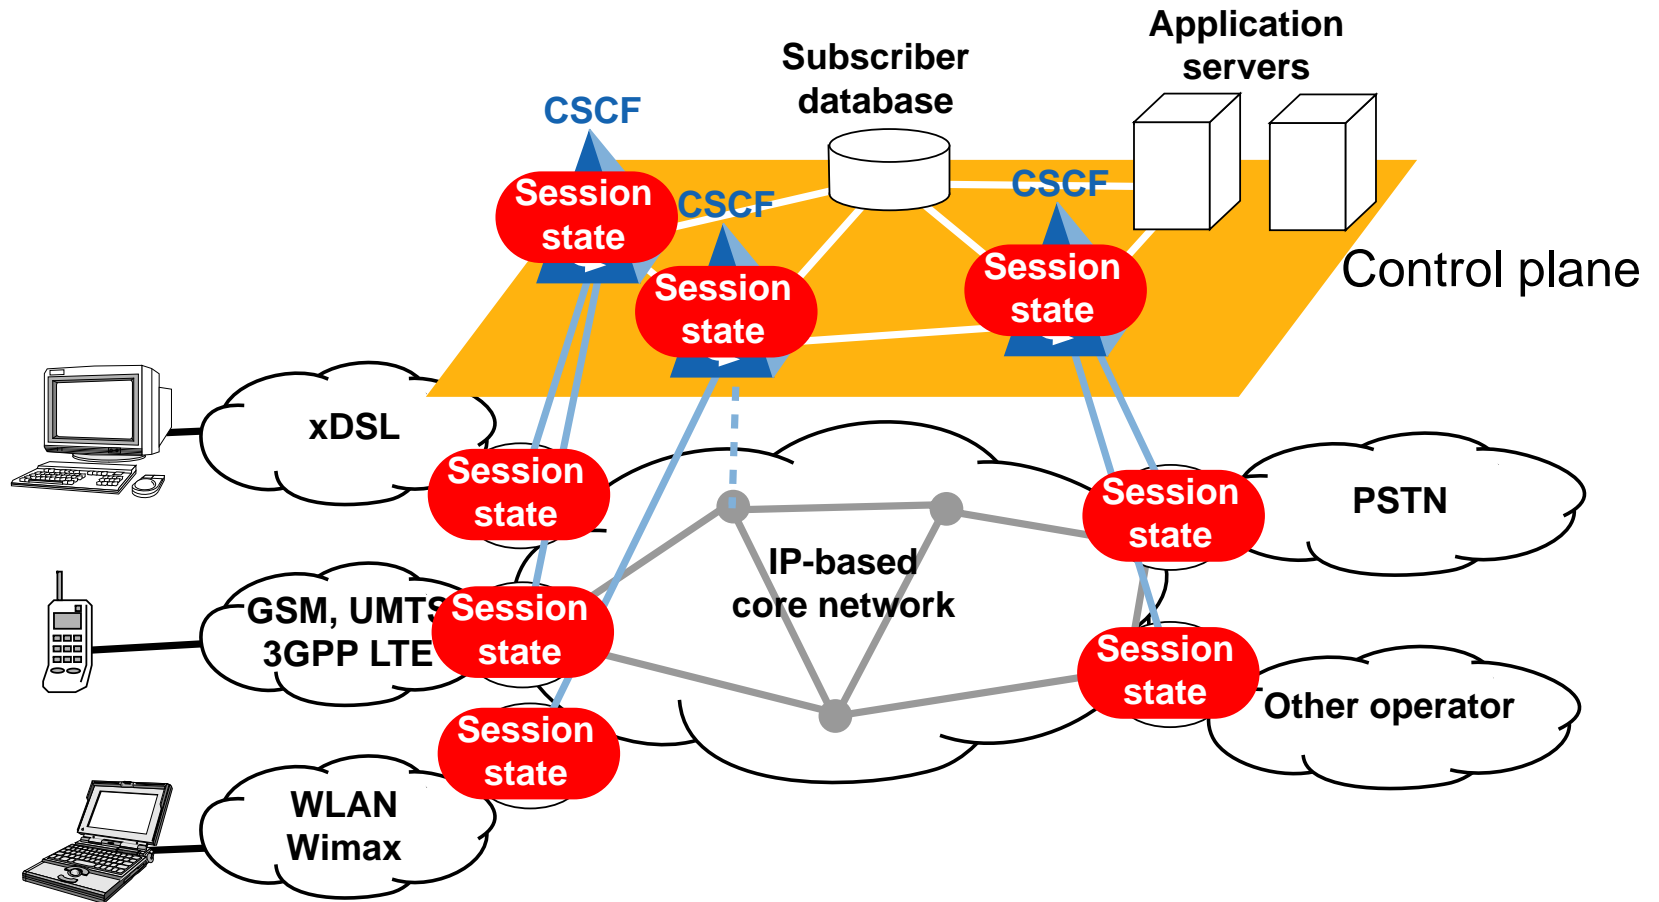 Application
servers
Subscriber
database
CSCF
Session
state
CSCF
Session
state
CSCF
Session
state
Control plane
xDSL
Session
state
Session
state
PSTN
IP-based
core network
GSM, UMTS
3GPP LTE
Session
state
Session
state
Other operator
Session
state
WLAN
Wimax